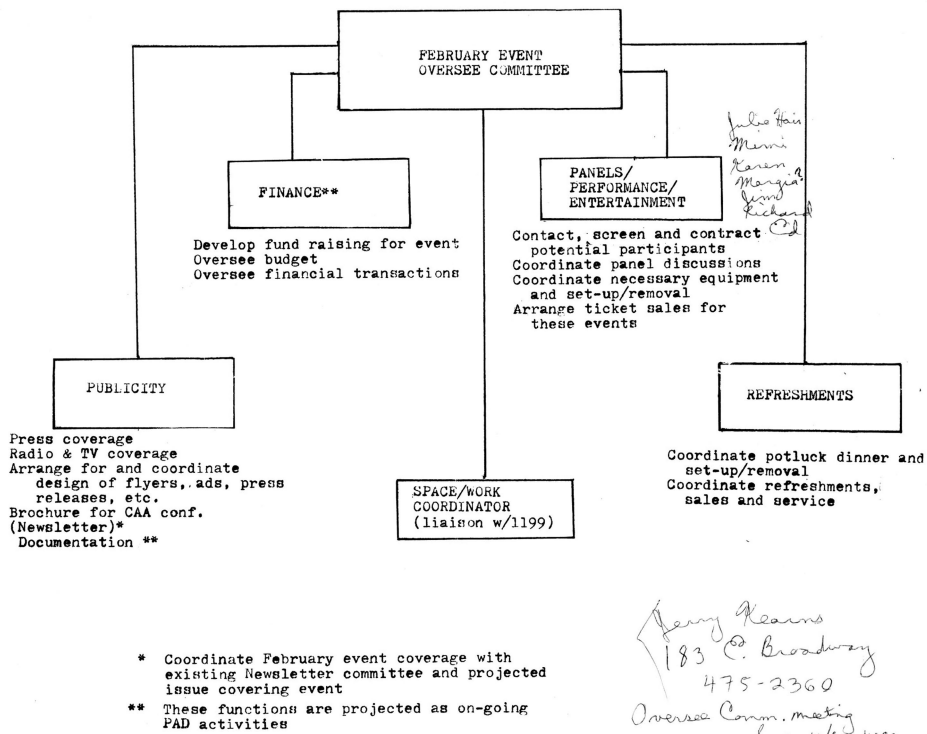 FEBRUARY EVENT
OVERSEE COMMITTEE
FINANCE**
Develop fund raising for event
Oversee budget
Oversee financial transactions
PANELS/
PERFORMANCE/
ENTERTAINMENT
Julie Hair
Mimi
Karen
Margia?
Jim
Richard
Ed
Contact, screen and contract
potential participants
Coordinate panel discussions
Coordinate necessary equipment
and set-up/removal
Arrange ticket sales for
these events
PUBLICITY
Press coverage
Radio & TV coverage
Arrange for and coordinate
design of flyers, ads, press
releases, etc.
Brochure for CAA conf.
(Newsletter)*
Documentation **
SPACE/WORK
COORDINATOR
(liaison w/1199)
REFRESHMENTS
Coordinate potluck dinner and
set-up/removal
Coordinate refreshments,
sales and service
* Coordinate February event coverage with
existing Newsletter committee and projected
issue covering event
** These functions are projected as on-going
PAD activities
Jerry Kearns
183 E. Broadway
475-2360
Oversee Comm. meeting